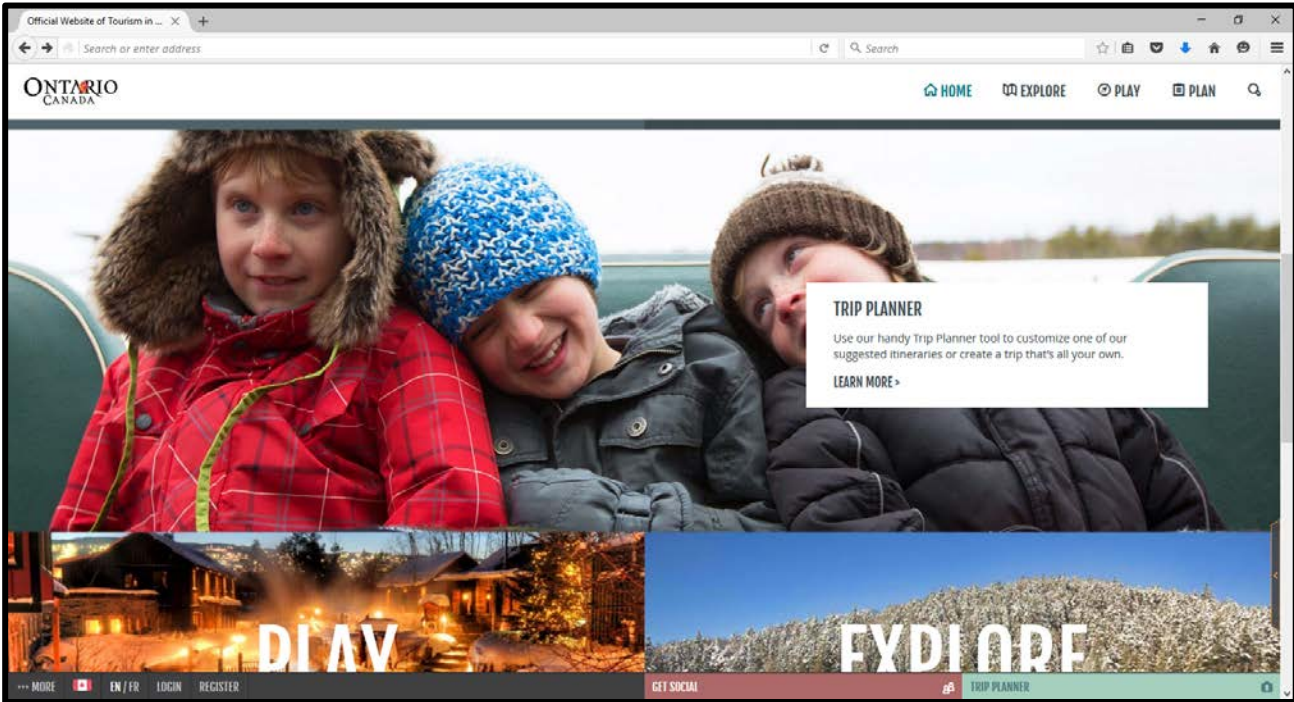 Official Website of Tourism in ...
Search or enter address
Search
ONTARIO
CANADA
HOME
EXPLORE
PLAY
PLAN
TRIP PLANNER
Use our handy Trip Planner tool to customize one of our
suggested itineraries or create a trip that's all your own.
LEARN MORE >
PLAY
EXPLORE
··· MORE
EN / FR
LOGIN
REGISTER
GET SOCIAL
TRIP PLANNER